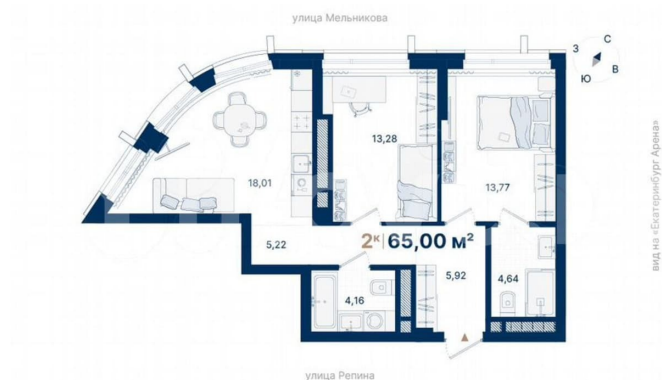 улица Мельникова
З
С
Ю
В
13,28
18,01
13,77
5,22
2к 65,00 м²
5,92
4,64
4,16
вид на «Екатеринбург Арена»
улица Репина